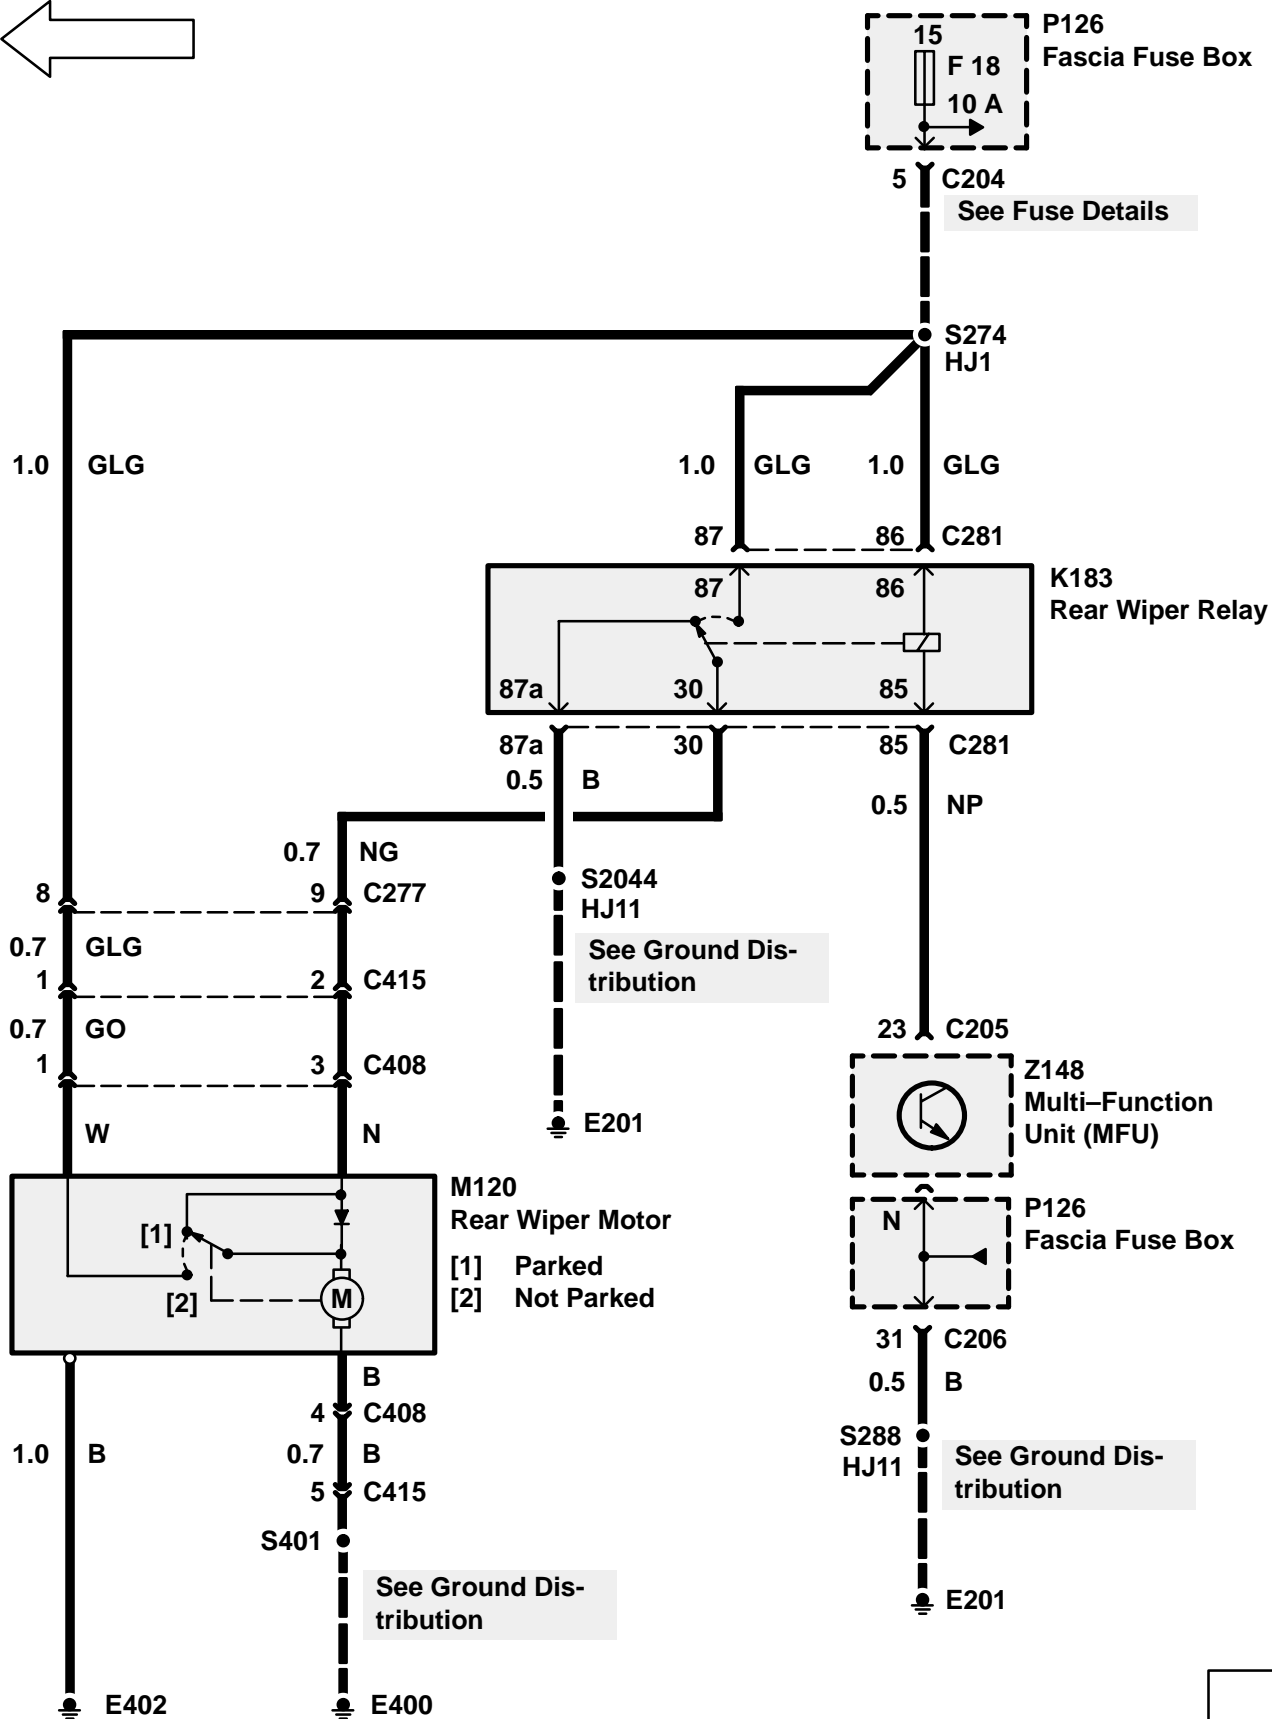 P126
15
Fascia Fuse Box
F 18
10 A
5 C204
See Fuse Details
S274
HJ1
1.0 GLG
1.0 GLG
1.0 GLG
87
86 C281
87
86
K183
Rear Wiper Relay
87a
30
85
87a
30
85 C281
0.5 B
0.5 NP
0.7 NG
8
9 C277
S2044
HJ11
0.7 GLG
See Ground Dis-
tribution
1
2 C415
0.7 GO
23 C205
1
3 C408
Z148
Multi–Function
Unit (MFU)
E201
W
N
M120
Rear Wiper Motor
[1] Parked
[2] Not Parked
[1]
[2]
M
P126
Fascia Fuse Box
N
31 C206
0.5 B
B
4 C408
1.0 B
0.7 B
5 C415
S288
HJ11
See Ground Dis-
tribution
S401
See Ground Dis-
tribution
E201
E402
E400